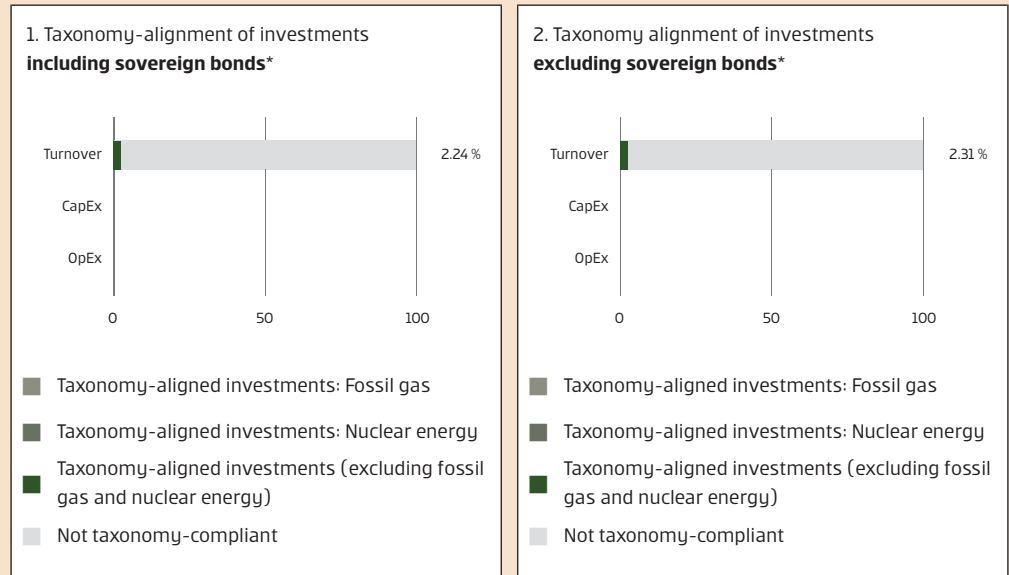 1. Taxonomy-alignment of investments
including sovereign bonds*
Turnover
2.24 %
CapEx
OpEx
0
50
100
Taxonomy-aligned investments: Fossil gas
Taxonomy-aligned investments: Nuclear energy
Taxonomy-aligned investments (excluding fossil
gas and nuclear energy)
Not taxonomy-compliant
2. Taxonomy alignment of investments
excluding sovereign bonds*
Turnover
2.31 %
CapEx
OpEx
0
50
100
Taxonomy-aligned investments: Fossil gas
Taxonomy-aligned investments: Nuclear energy
Taxonomy-aligned investments (excluding fossil
gas and nuclear energy)
Not taxonomy-compliant